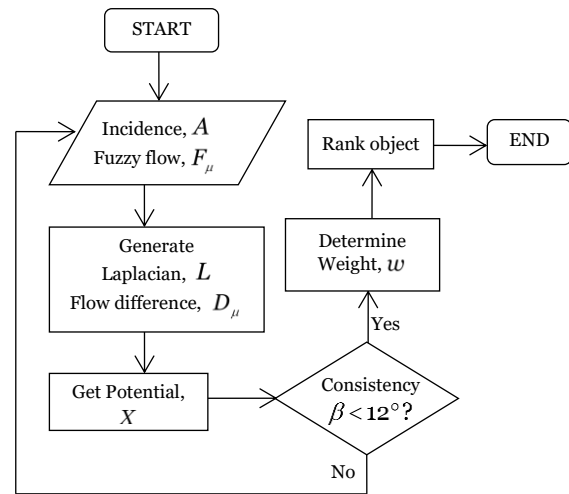 START
Incidence, A
Fuzzy flow, F_μ
Generate
Laplacian, L
Flow difference, D_μ
Get Potential,
X
Consistency
β < 12°?
No
Yes
Determine
Weight, w
Rank object
END